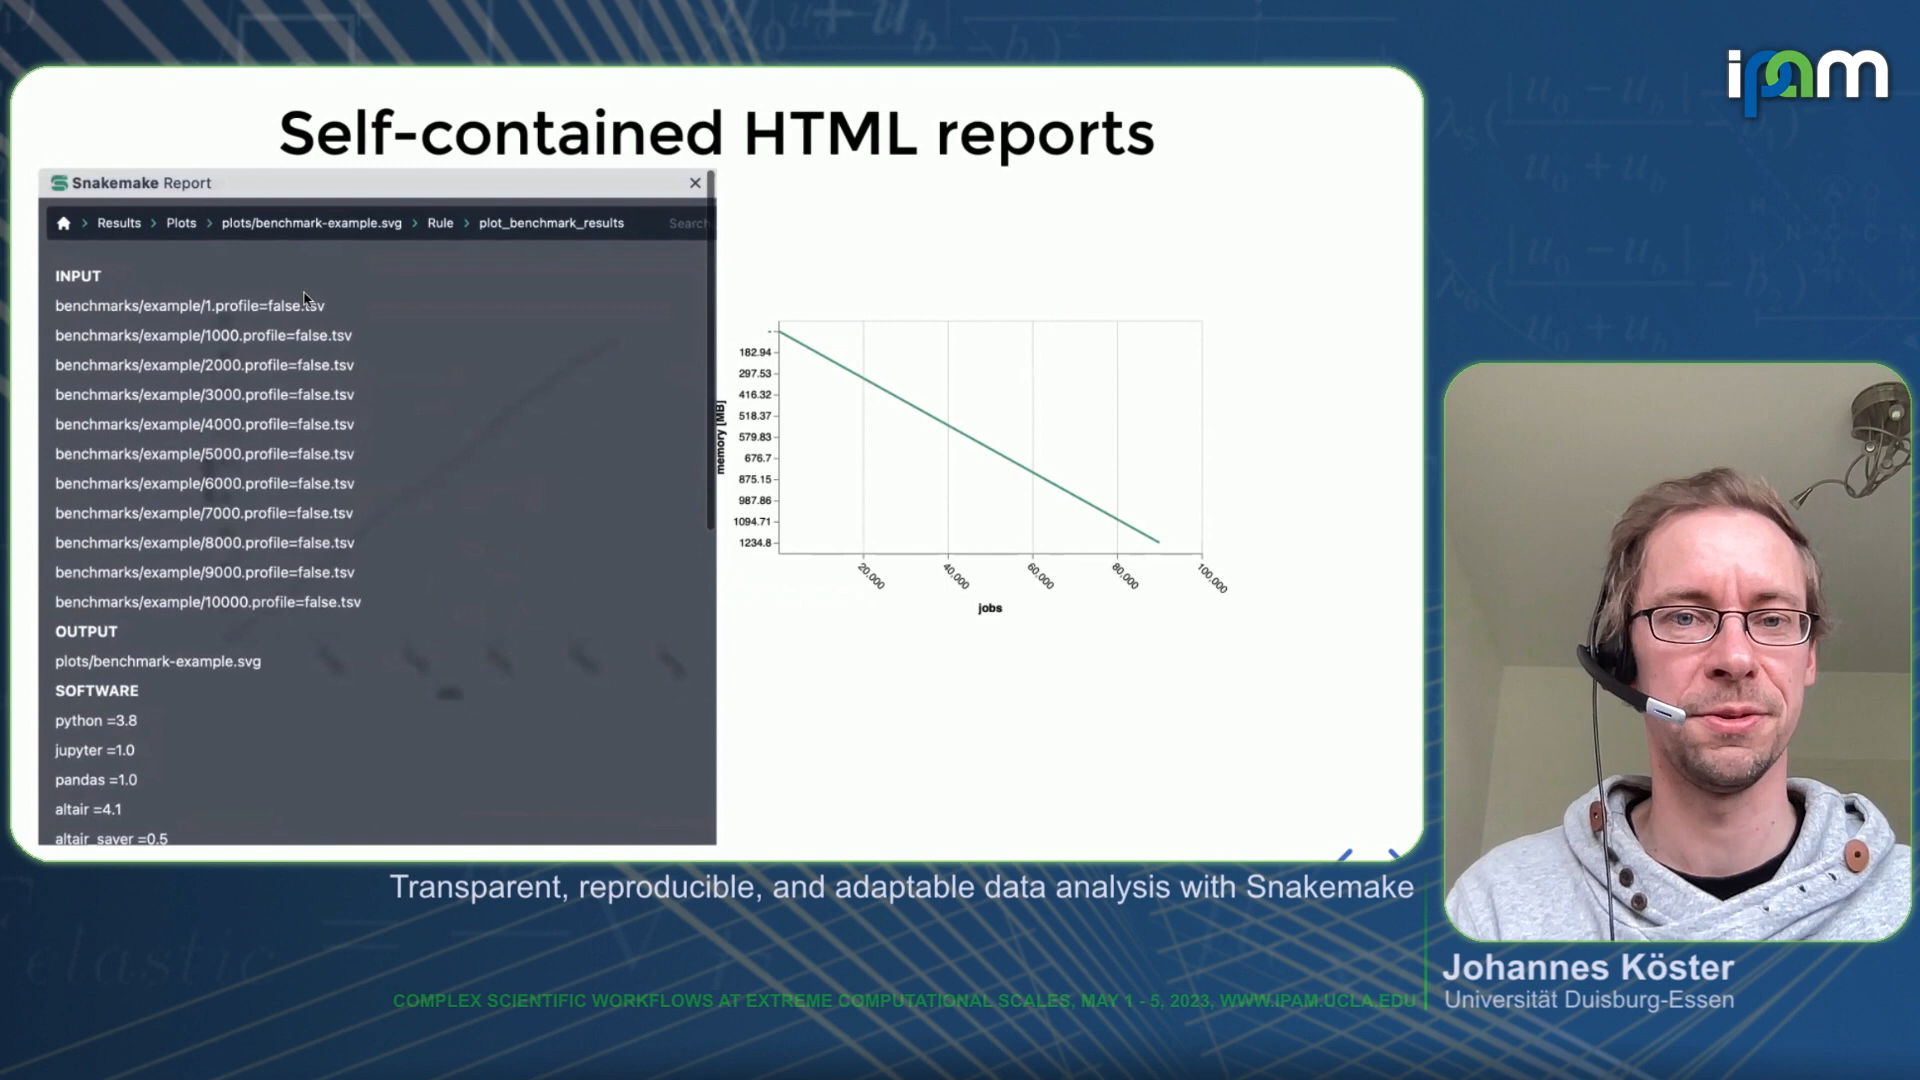 ipam
Self-contained HTML reports
Snakemake Report
Results > Plots > plots/benchmark-example.svg > Rule > plot_benchmark_results Search
INPUT
benchmarks/example/1.profile=false.tsv
benchmarks/example/1000.profile=false.tsv
benchmarks/example/2000.profile=false.tsv
benchmarks/example/3000.profile=false.tsv
benchmarks/example/4000.profile=false.tsv
benchmarks/example/5000.profile=false.tsv
benchmarks/example/6000.profile=false.tsv
benchmarks/example/7000.profile=false.tsv
benchmarks/example/8000.profile=false.tsv
benchmarks/example/9000.profile=false.tsv
benchmarks/example/10000.profile=false.tsv
OUTPUT
plots/benchmark-example.svg
SOFTWARE
python =3.8
jupyter =1.0
pandas =1.0
altair =4.1
altair_saver =0.5
memory [MB]
-
182.94
297.53
416.32
518.37
579.83
676.7
875.15
987.86
1094.71
1234.8
20,000
40,000
60,000
80,000
100,000
jobs
Transparent, reproducible, and adaptable data analysis with Snakemake
Johannes Köster
Universität Duisburg-Essen
COMPLEX SCIENTIFIC WORKFLOWS AT EXTREME COMPUTATIONAL SCALES, MAY 1 - 5, 2023, WWW.IPAM.UCLA.EDU
elastic